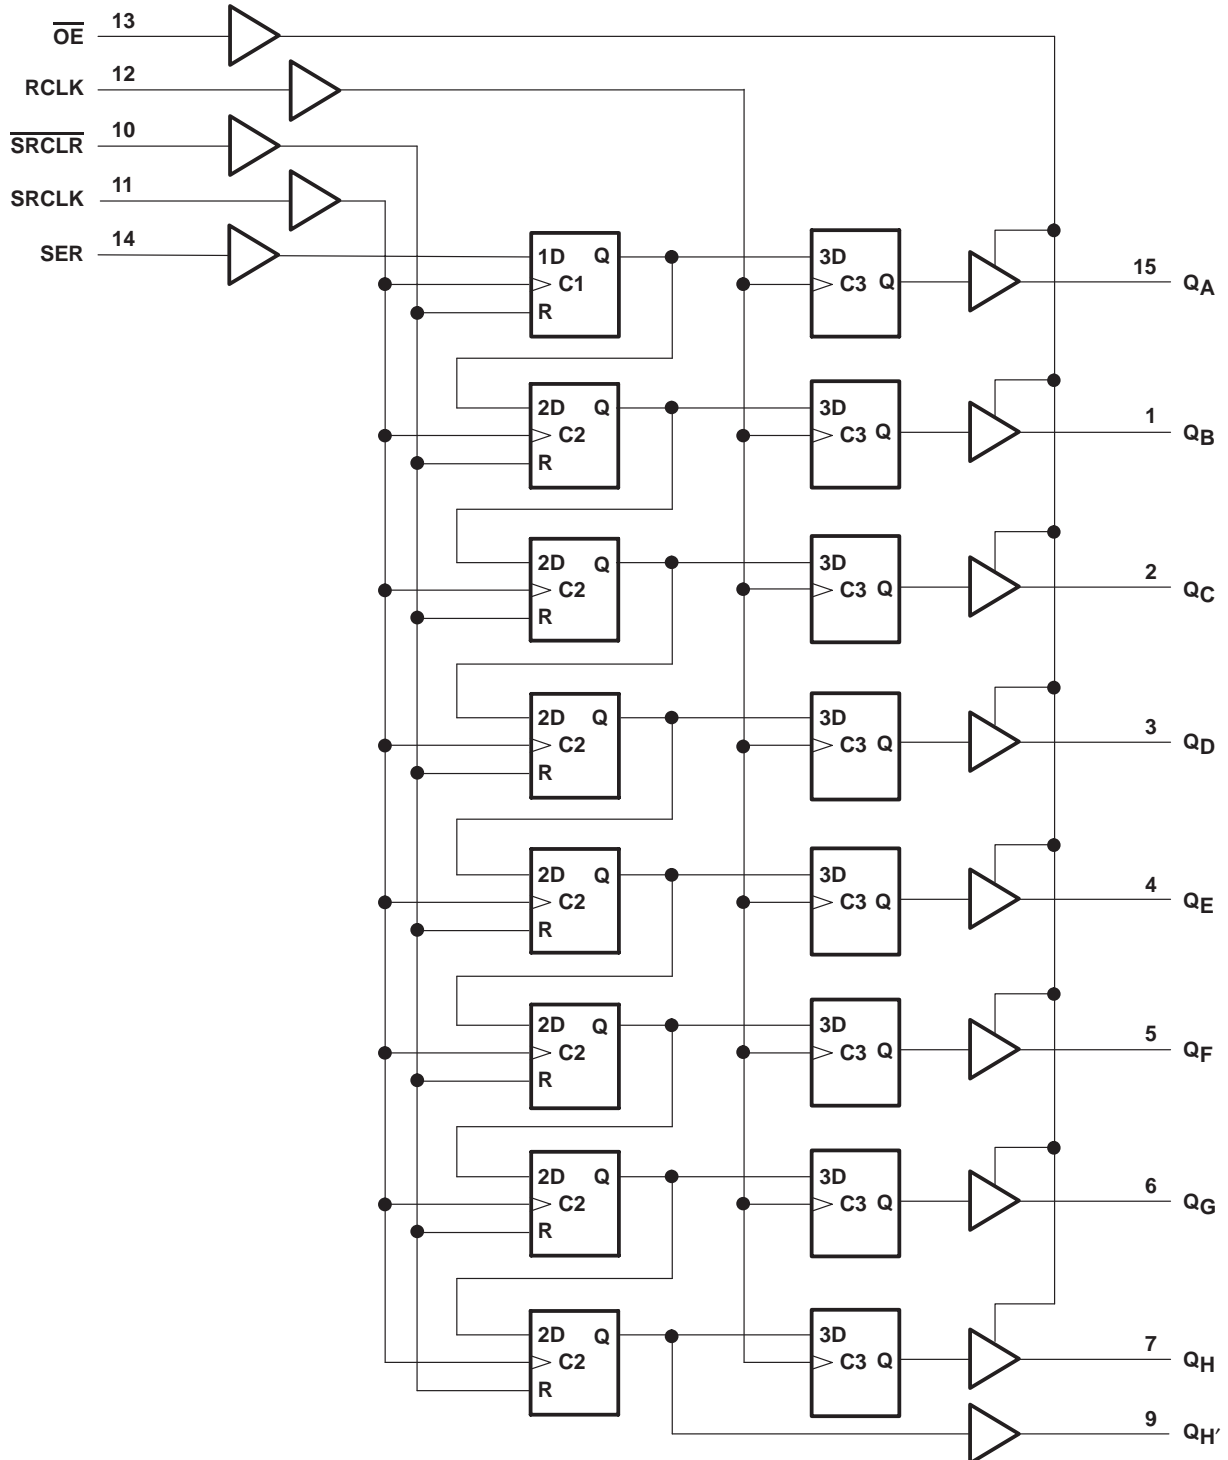 OE 13
RCLK 12
SRCLR 10
SRCLK 11
SER 14
1D Q 3D
C1 C3 Q 15 QA
R
2D Q 3D
C2 C3 Q 1 QB
R
2D Q 3D
C2 C3 Q 2 QC
R
2D Q 3D
C2 C3 Q 3 QD
R
2D Q 3D
C2 C3 Q 4 QE
R
2D Q 3D
C2 C3 Q 5 QF
R
2D Q 3D
C2 C3 Q 6 QG
R
2D Q 3D
C2 C3 Q 7 QH
R
9 QH′